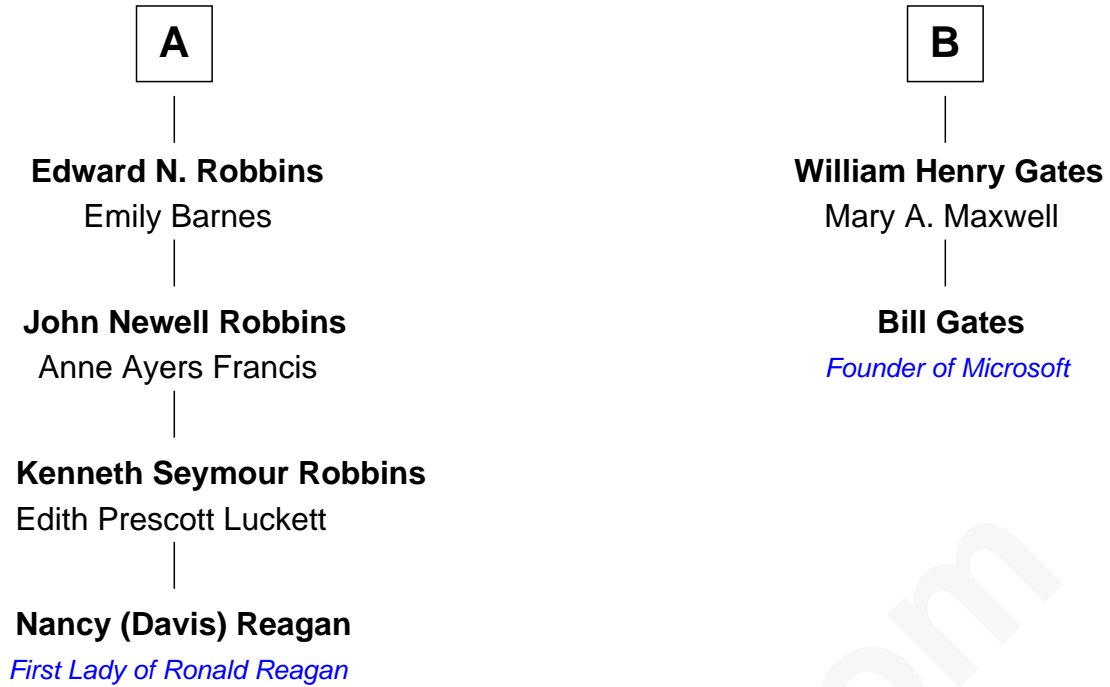 A
Edward N. Robbins
Emily Barnes
John Newell Robbins
Anne Ayers Francis
Kenneth Seymour Robbins
Edith Prescott Luckett
Nancy (Davis) Reagan
First Lady of Ronald Reagan
B
William Henry Gates
Mary A. Maxwell
Bill Gates
Founder of Microsoft
om